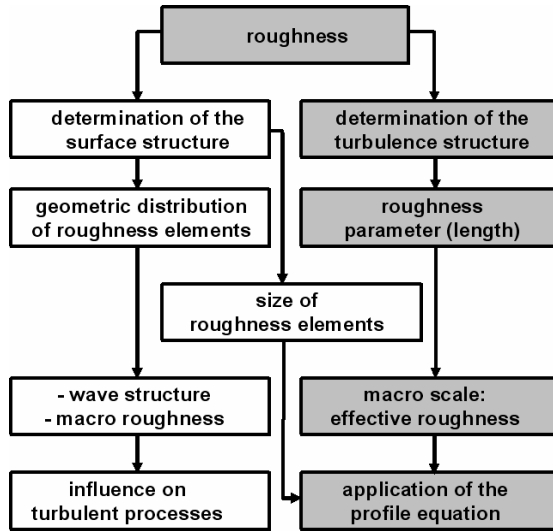 roughness
determination of the
surface structure
determination of the
turbulence structure
geometric distribution
of roughness elements
roughness
parameter (length)
size of
roughness elements
- wave structure
- macro roughness
macro scale:
effective roughness
influence on
turbulent processes
application of the
profile equation